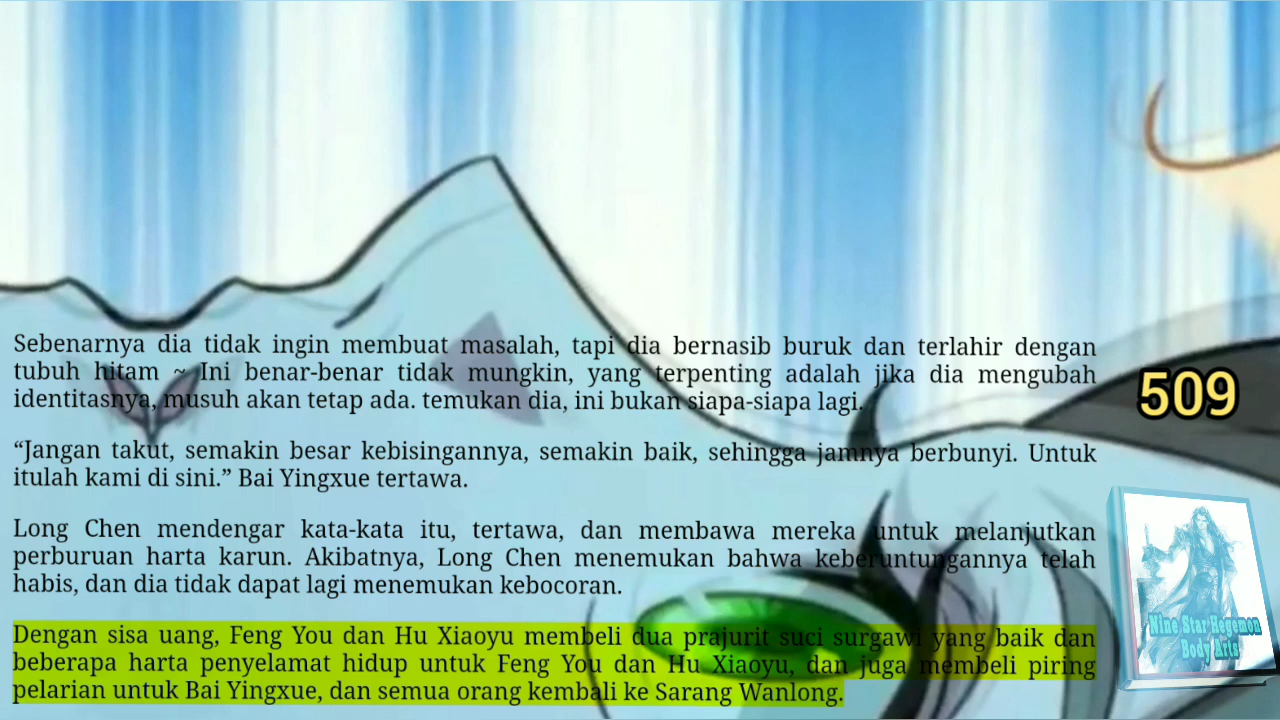 Sebenarnya dia tidak ingin membuat masalah, tapi dia bernasib buruk dan terlahir dengan
tubuh hitam ~ Ini benar-benar tidak mungkin, yang terpenting adalah jika dia mengubah
identitasnya, musuh akan tetap ada. temukan dia, ini bukan siapa-siapa lagi.
“Jangan takut, semakin besar kebisingannya, semakin baik, sehingga jamnya berbunyi. Untuk
itulah kami di sini.” Bai Yingxue tertawa.
Long Chen mendengar kata-kata itu, tertawa, dan membawa mereka untuk melanjutkan
perburuan harta karun. Akibatnya, Long Chen menemukan bahwa keberuntungannya telah
habis, dan dia tidak dapat lagi menemukan kebocoran.
Dengan sisa uang, Feng You dan Hu Xiaoyu membeli dua prajurit suci surgawi yang baik dan
beberapa harta penyelamat hidup untuk Feng You dan Hu Xiaoyu, dan juga membeli piring
pelarian untuk Bai Yingxue, dan semua orang kembali ke Sarang Wanlong.
509
Nine Star Hegemon
Body Arts